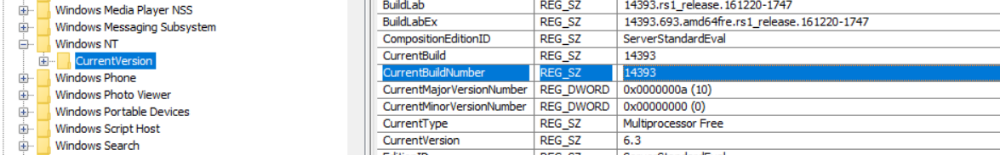 Windows Media Player NSS
Windows Messaging Subsystem
Windows NT
CurrentVersion
Windows Phone
Windows Photo Viewer
Windows Portable Devices
Windows Script Host
Windows Search
BuildLab REG_SZ 14393.rs1_release.161220-1747
BuildLabEx REG_SZ 14393.693.amd64fre.rs1_release.161220-1747
CompositionEditionID REG_SZ ServerStandardEval
CurrentBuild REG_SZ 14393
CurrentBuildNumber REG_SZ 14393
CurrentMajorVersionNumber REG_DWORD 0x0000000a (10)
CurrentMinorVersionNumber REG_DWORD 0x00000000 (0)
CurrentType REG_SZ Multiprocessor Free
CurrentVersion REG_SZ 6.3